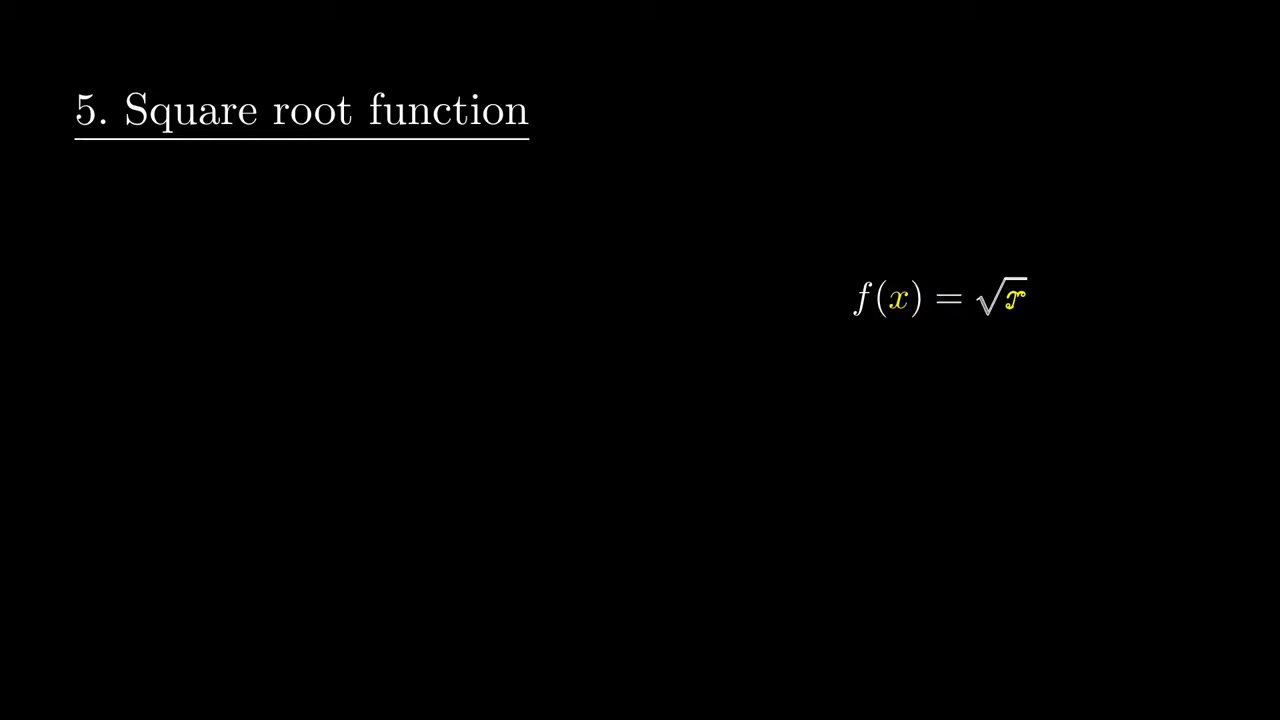 5. Square root function
f(x) = √x